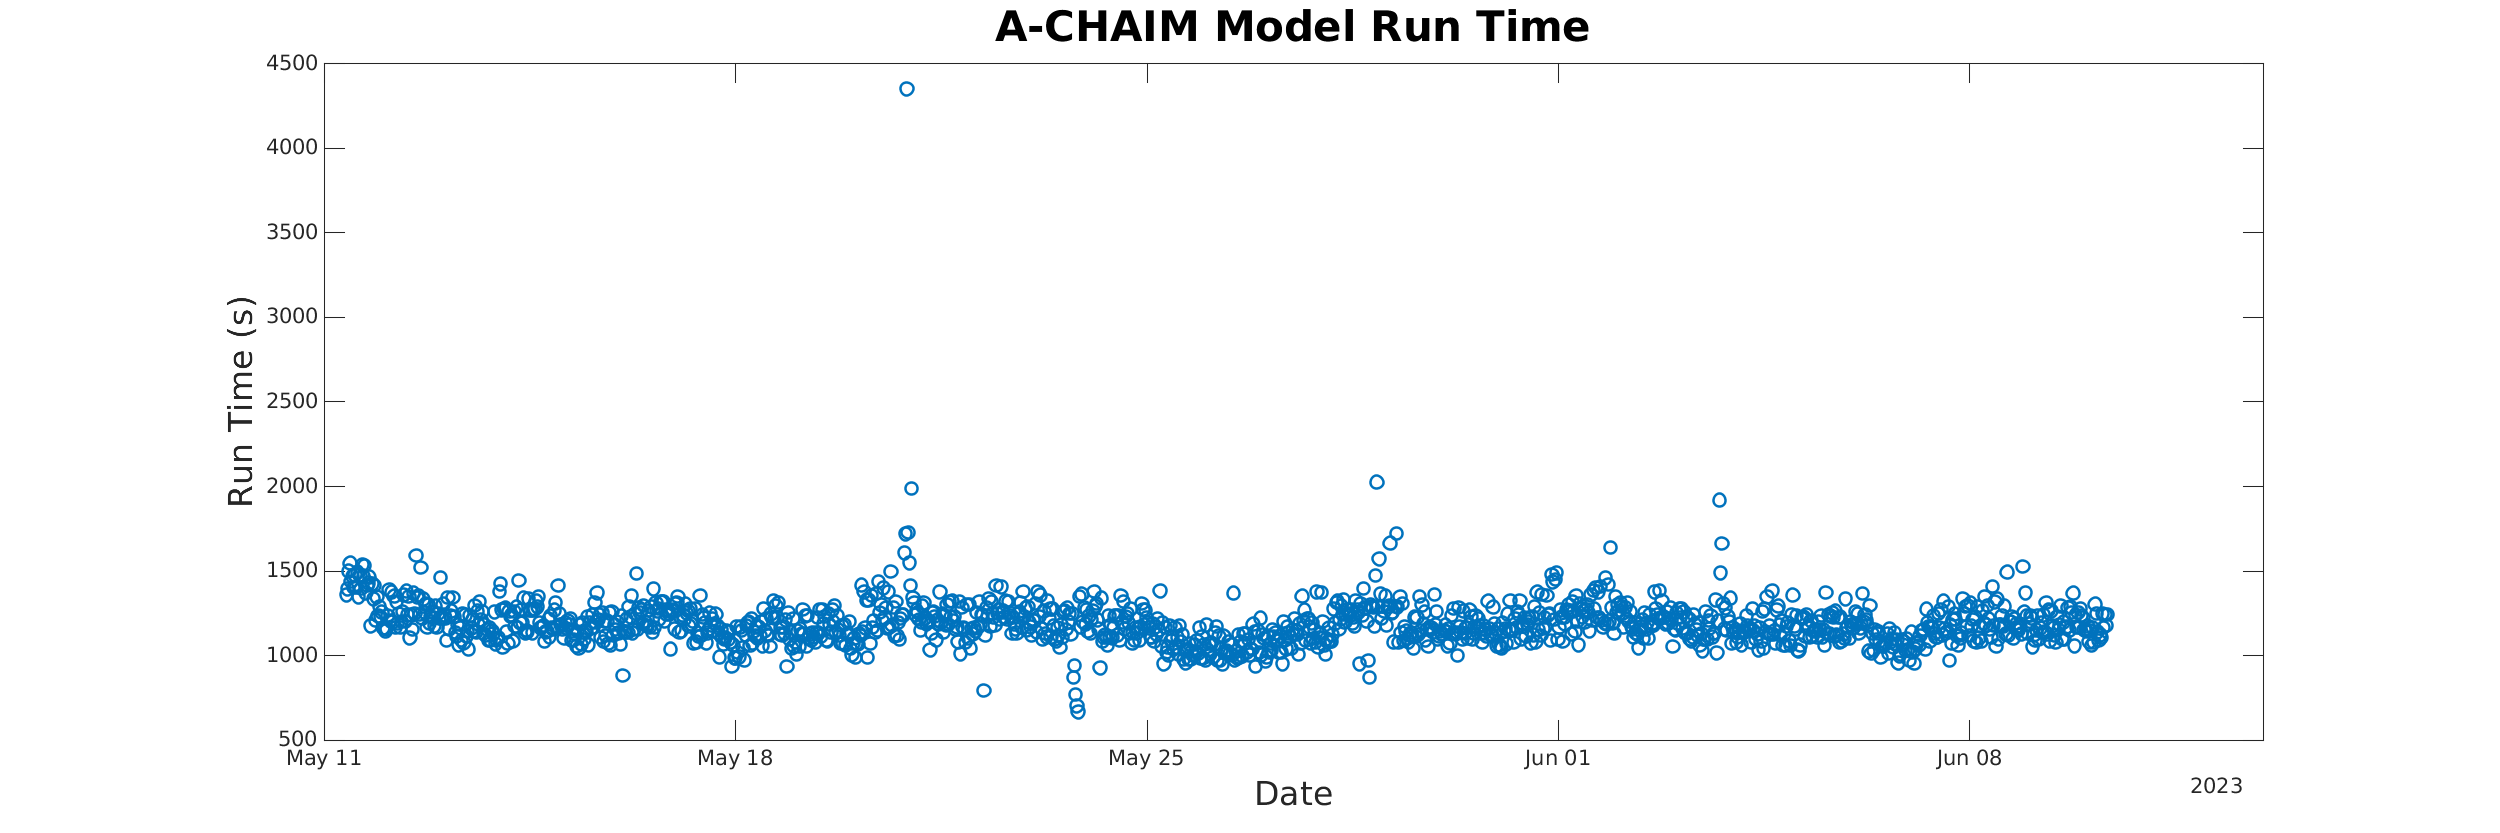 A-CHAIM Model Run Time
4500
4000
3500
3000
2500
2000
1500
1000
500
Run Time (s)
May 11 May 18 May 25 Jun 01 Jun 08
2023
Date